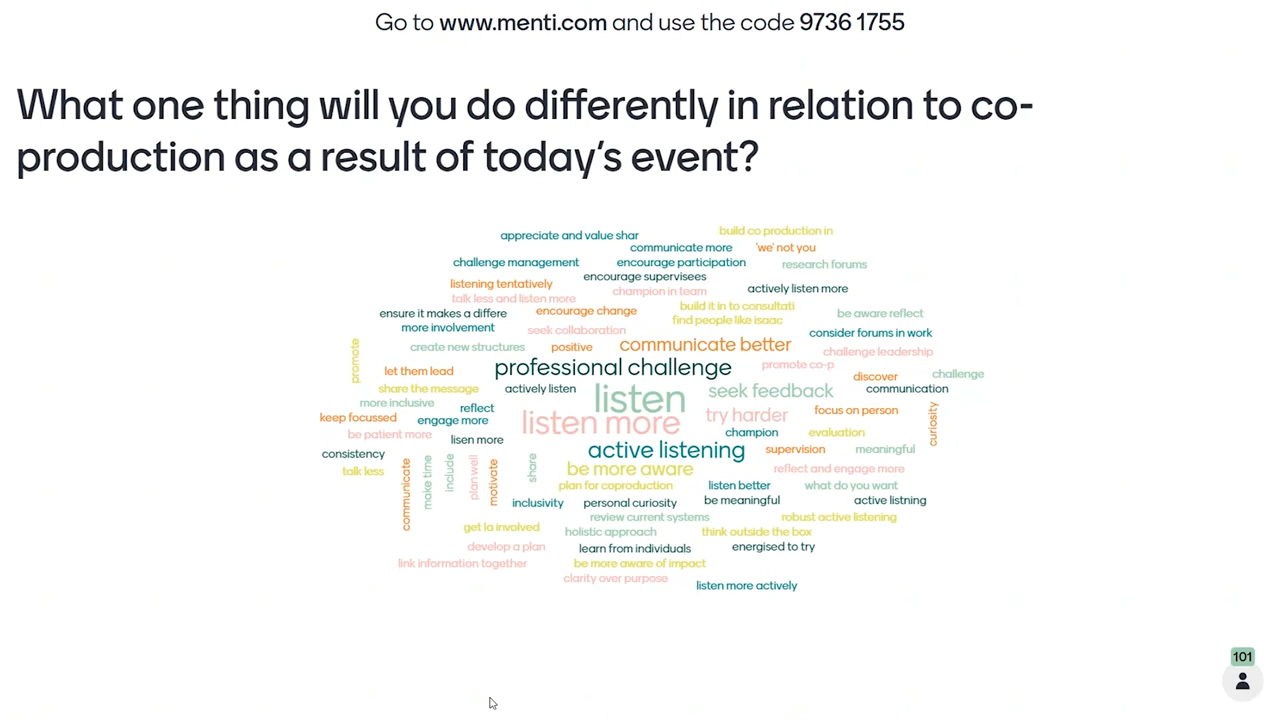 Go to www.menti.com and use the code 9736 1755
What one thing will you do differently in relation to co-
production as a result of today's event?
build co production in
appreciate and value shar
communicate more
'we' not you
challenge management
encourage participation
research forums
encourage supervisees
listening tentatively
champion in team
actively listen more
talk less and listen more
build it in to consultati
ensure it makes a differe
encourage change
find people like isaac
be aware reflect
more involvement
seek collaboration
consider forums in work
promote
create new structures
positive
communicate better
challenge leadership
let them lead
professional challenge
promote co-p
discover
challenge
share the message
actively listen
listen
seek feedback
communication
more inclusive
reflect
keep focussed
engage more
listen more
try harder
focus on person
curiosity
be patient more
lisen more
champion
evaluation
consistency
active listening
supervision
meaningful
talk less
communicate
make time
include
plan well
motivate
share
be more aware
reflect and engage more
plan for coproduction
listen better
what do you want
inclusivity
personal curiosity
be meaningful
active listning
review current systems
robust active listening
get la involved
holistic approach
think outside the box
develop a plan
learn from individuals
energised to try
link information together
be more aware of impact
clarity over purpose
listen more actively
101